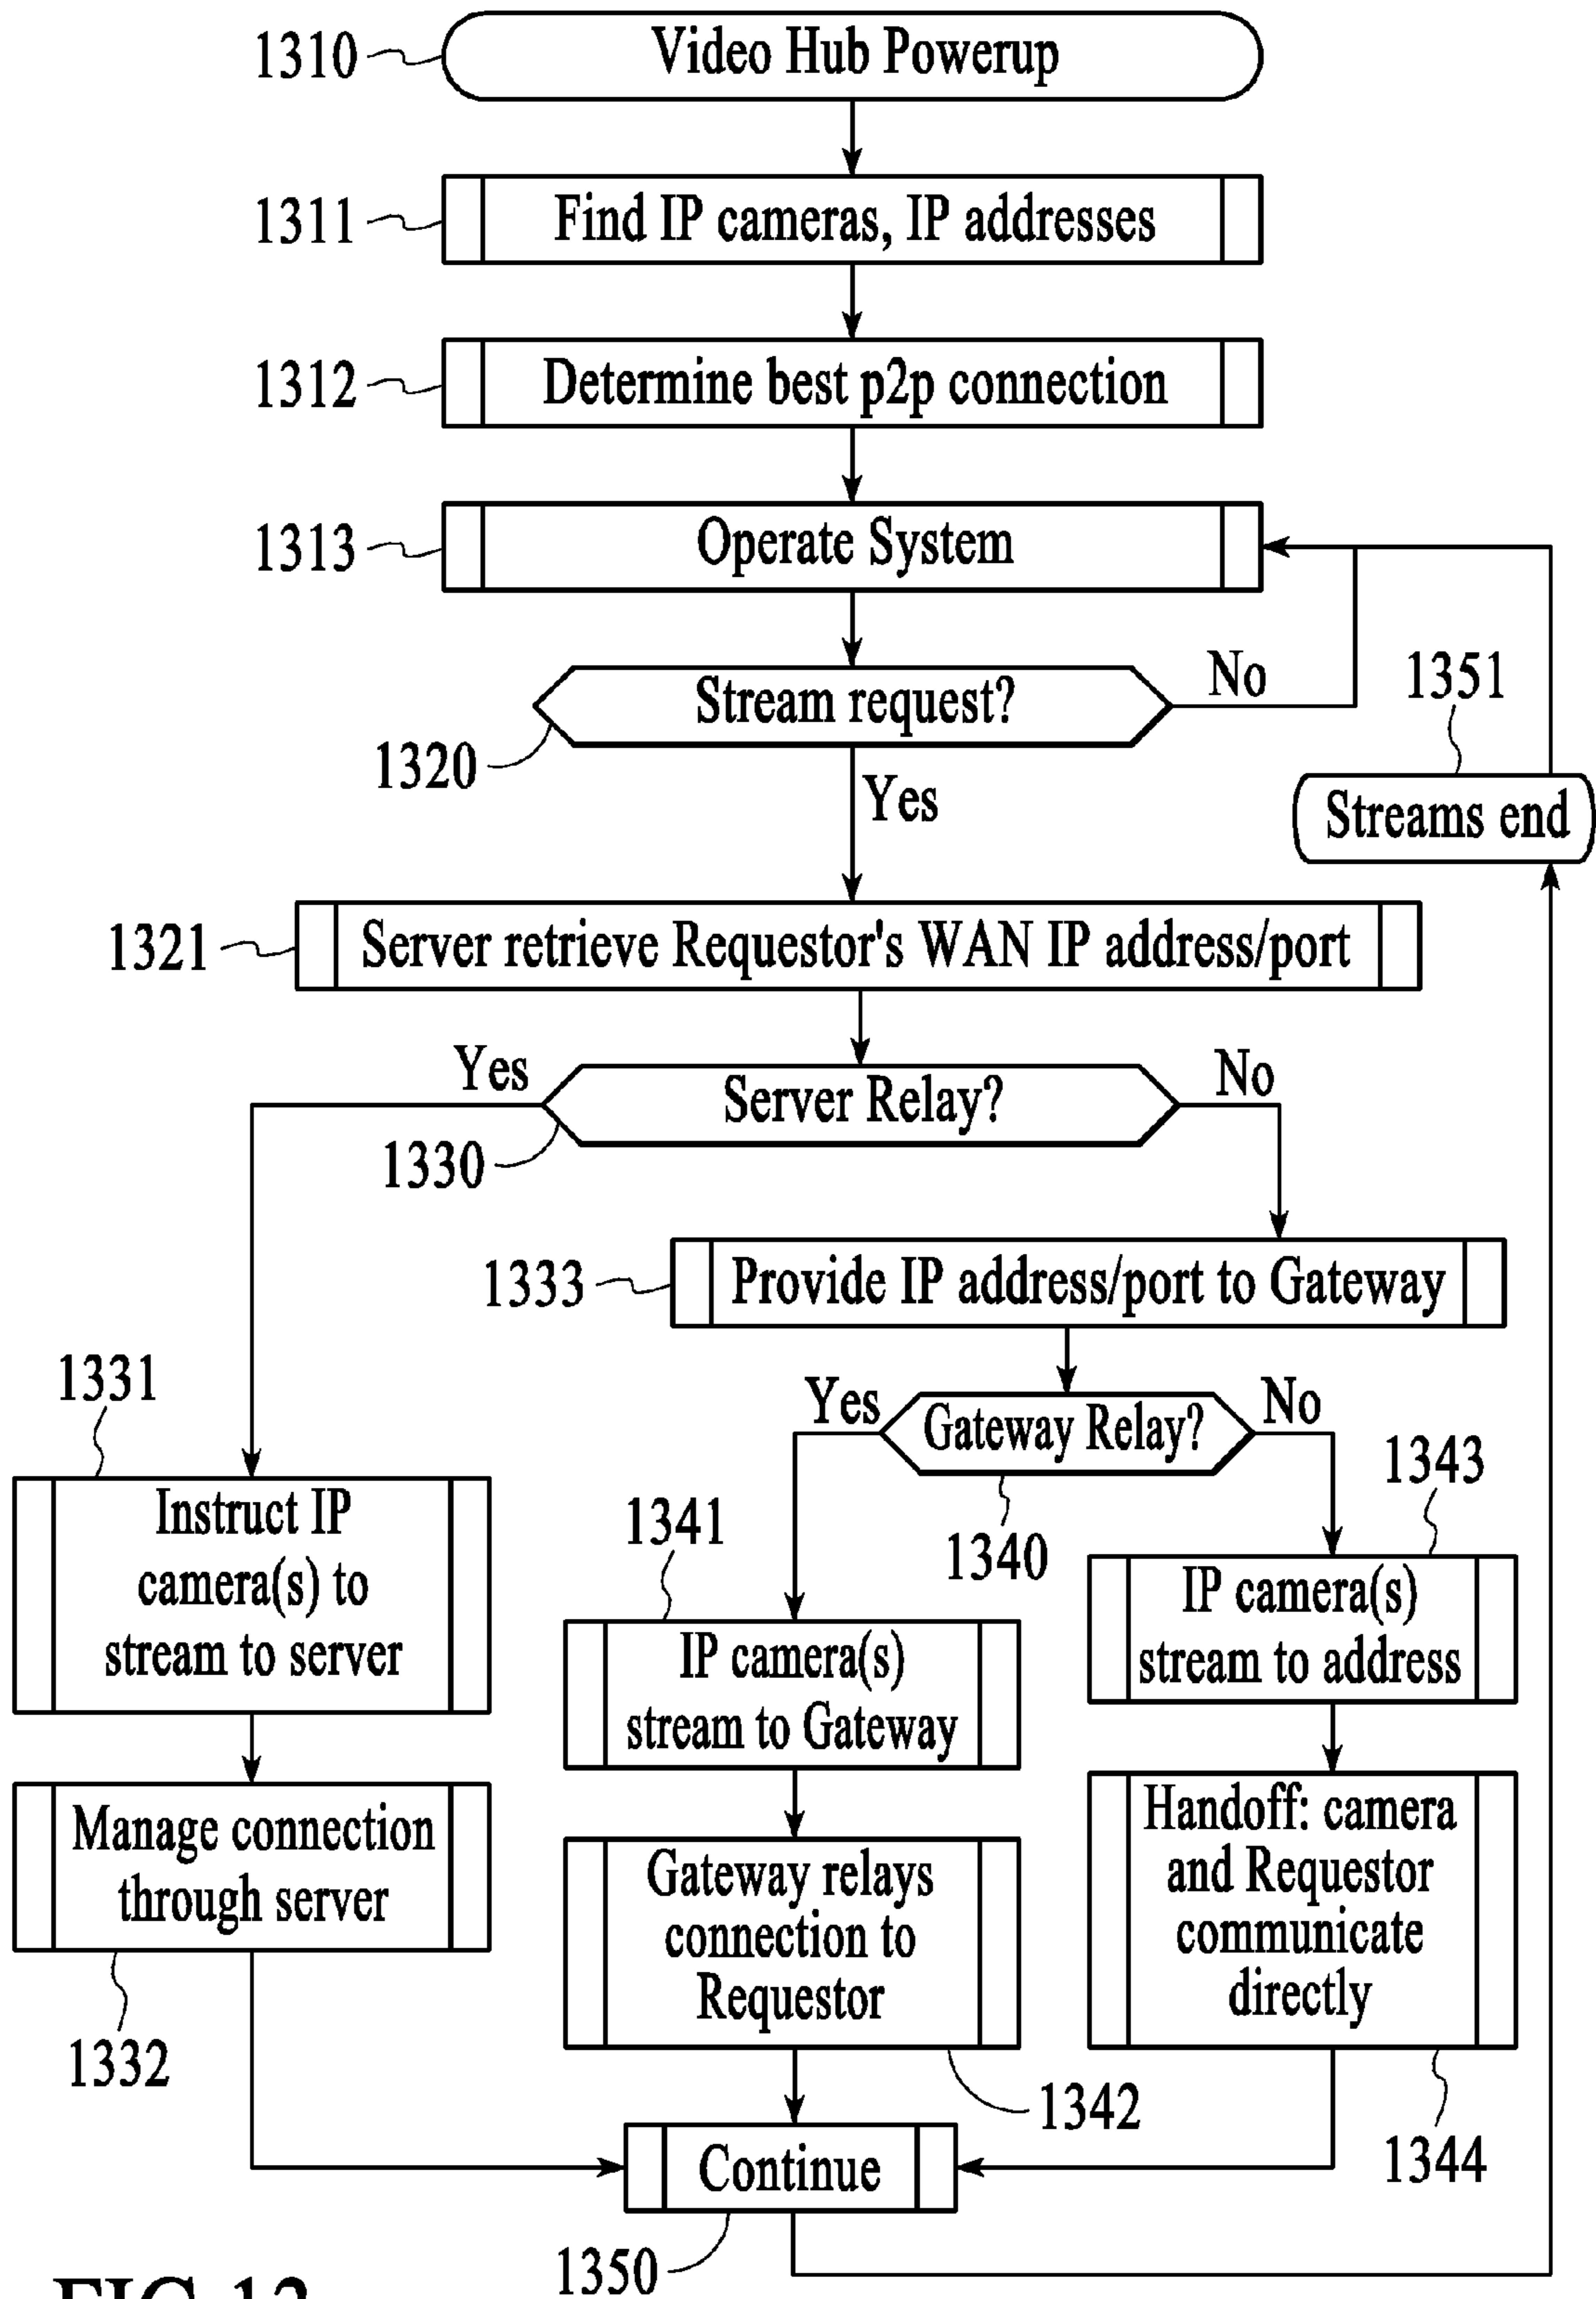 1310
Video Hub Powerup
1311
Find IP cameras, IP addresses
1312
Determine best p2p connection
1313
Operate System
Stream request?
No
1320
Yes
1351
Streams end
1321
Server retrieve Requestor's WAN IP address/port
Yes
Server Relay?
No
1330
1333
Provide IP address/port to Gateway
1331
Yes
Gateway Relay?
No
1340
1343
Instruct IP
camera(s) to
stream to server
1341
IP camera(s)
stream to Gateway
IP camera(s)
stream to address
Manage connection
through server
1332
Gateway relays
connection to
Requestor
1342
Handoff: camera
and Requestor
communicate
directly
1344
Continue
1350